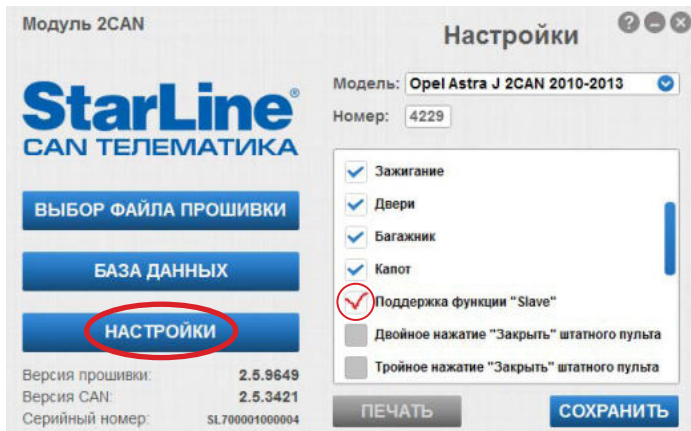 Модуль 2CAN
StarLine®
CAN ТЕЛЕМАТИКА
ВЫБОР ФАЙЛА ПРОШИВКИ
БАЗА ДАННЫХ
НАСТРОЙКИ
Версия прошивки: 2.5.9649
Версия CAN: 2.5.3421
Серийный номер: SL700001000004
Настройки
?
Модель: Opel Astra J 2CAN 2010-2013
Номер: 4229
Зажигание
Двери
Багажник
Капот
Поддержка функции "Slave"
Двойное нажатие "Закрыть" штатного пульта
Тройное нажатие "Закрыть" штатного пульта
ПЕЧАТЬ
СОХРАНИТЬ